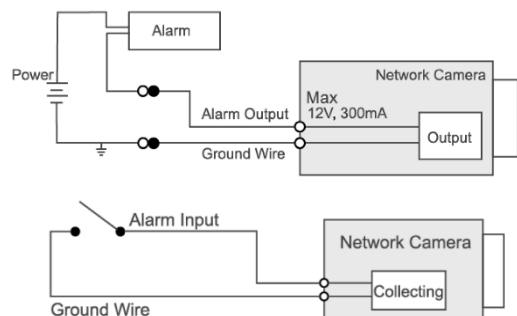 Alarm
Power
Network Camera
Alarm Output
Max
12V, 300mA
Output
Ground Wire
Alarm Input
Network Camera
Collecting
Ground Wire